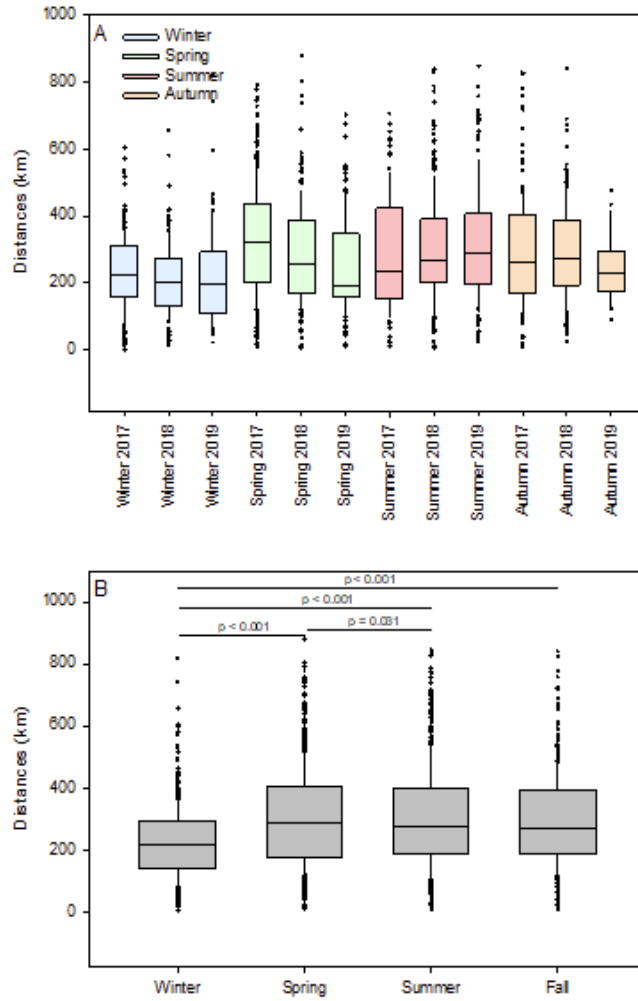 A
Winter
Spring
Summer
Autumn
1000
800
600
400
200
0
Distances (km)
Winter 2017
Winter 2018
Winter 2019
Spring 2017
Spring 2018
Spring 2019
Summer 2017
Summer 2018
Summer 2019
Autumn 2017
Autumn 2018
Autumn 2019
B
p < 0.001
p < 0.001
p < 0.001
p = 0.031
1000
800
600
400
200
0
Distances (km)
Winter
Spring
Summer
Fall